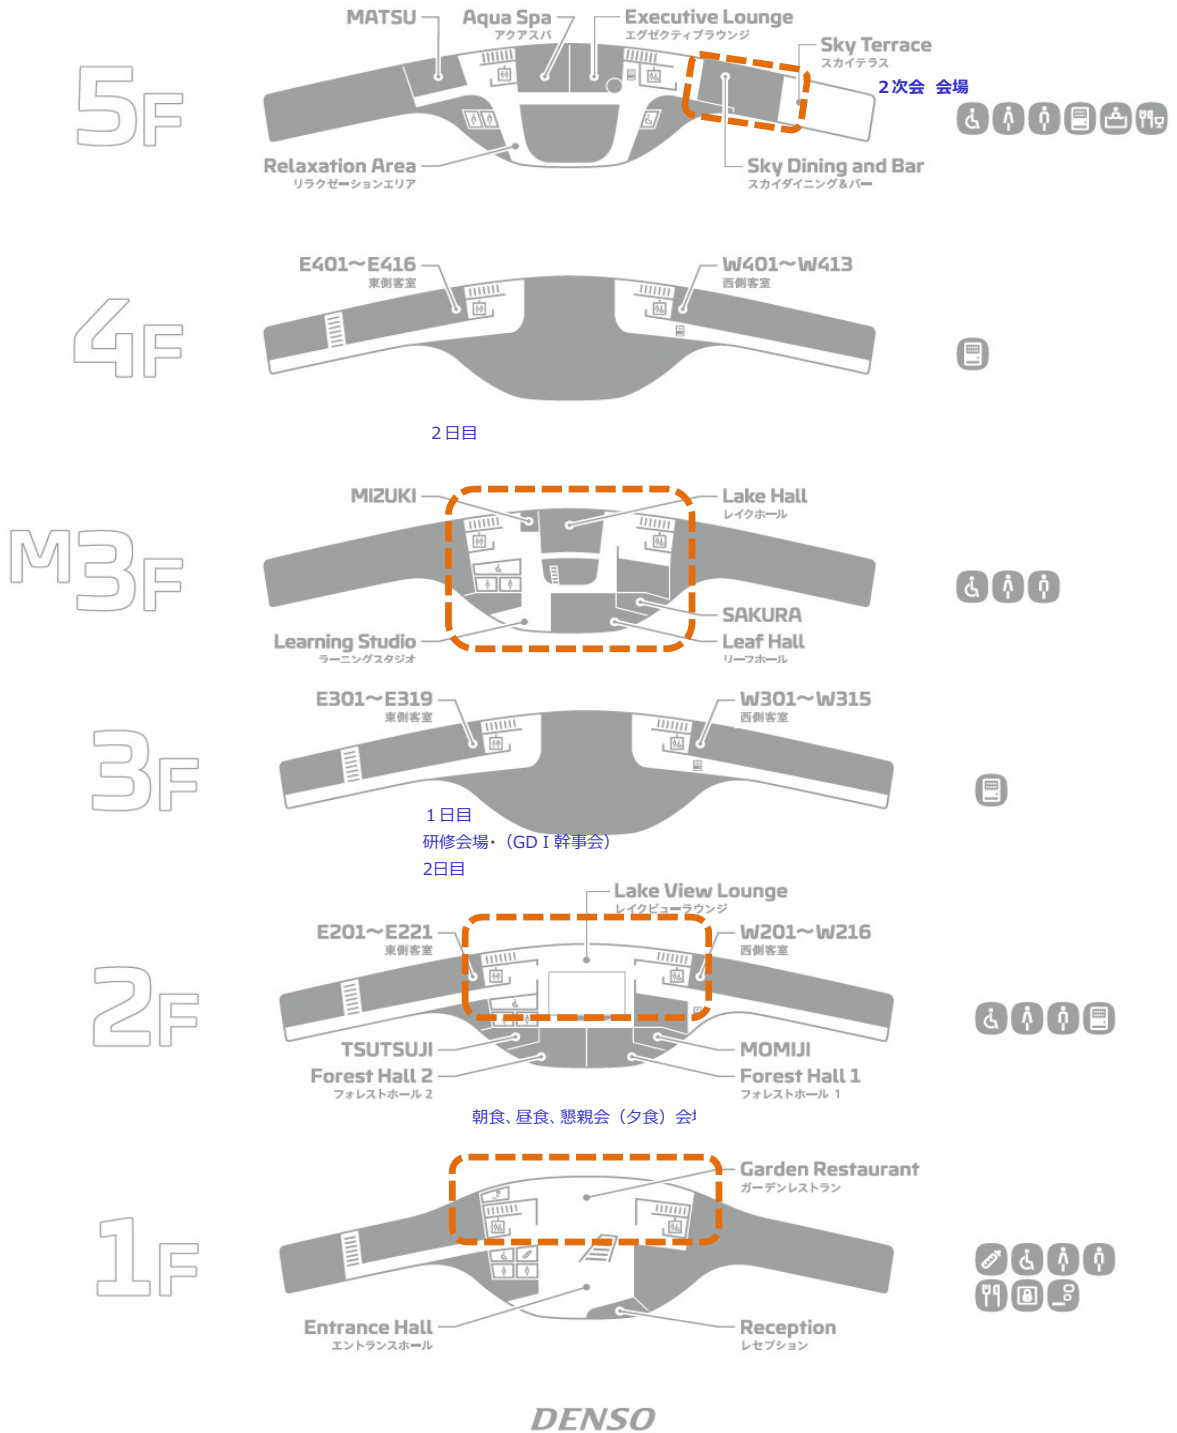 5F
MATSU
Aqua Spa
アクアスパ
Executive Lounge
エグゼクティブラウンジ
Sky Terrace
スカイテラス
２次会 会場
Relaxation Area
リラクゼーションエリア
Sky Dining and Bar
スカイダイニング＆バー
4F
E401～E416
東側客室
W401～W413
西側客室
２日目
M3F
MIZUKI
Lake Hall
レイクホール
SAKURA
Learning Studio
ラーニングスタジオ
Leaf Hall
リーフホール
3F
E301～E319
東側客室
W301～W315
西側客室
１日目
研修会場・（GDＩ幹事会）
2日目
2F
Lake View Lounge
レイクビューラウンジ
E201～E221
東側客室
W201～W216
西側客室
TSUTSUJI
MOMIJI
Forest Hall 2
フォレストホール 2
Forest Hall 1
フォレストホール 1
朝食、昼食、懇親会（夕食）会
1F
Garden Restaurant
ガーデンレストラン
Entrance Hall
エントランスホール
Reception
レセプション
DENSO